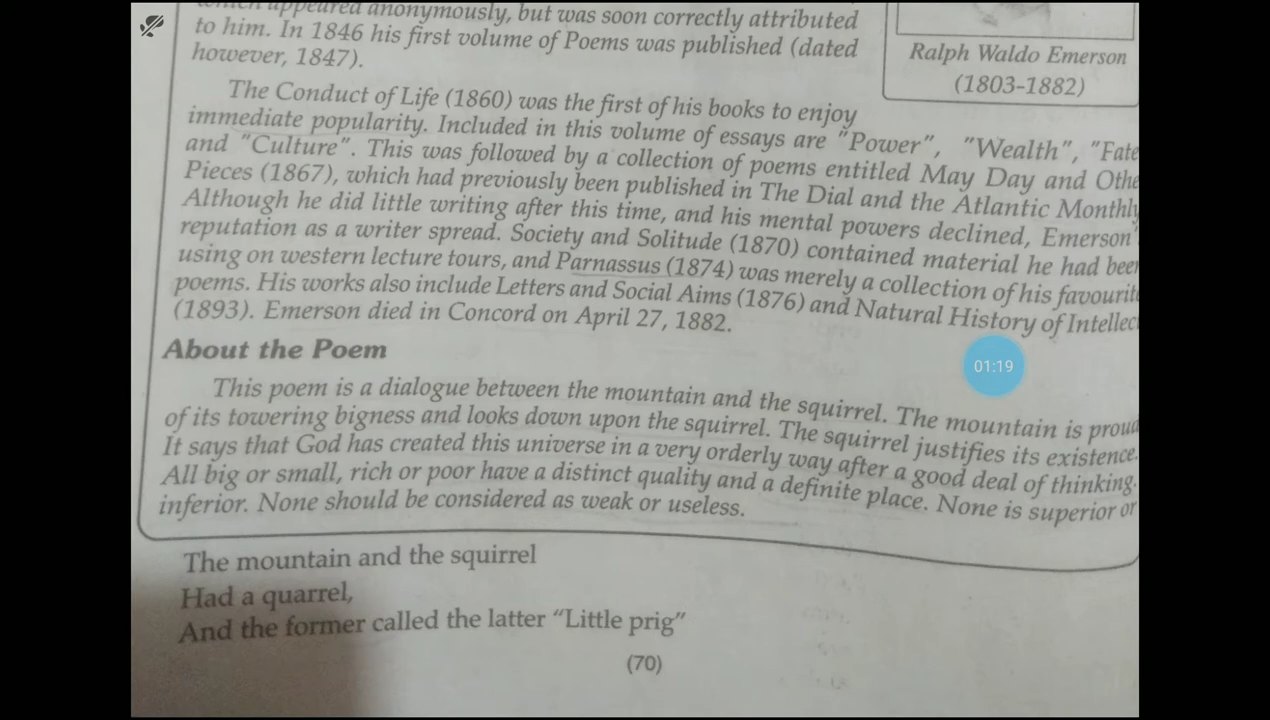 which appeared anonymously, but was soon correctly attributed
to him. In 1846 his first volume of Poems was published (dated
however, 1847).
Ralph Waldo Emerson
(1803-1882)
The Conduct of Life (1860) was the first of his books to enjoy
immediate popularity. Included in this volume of essays are "Power", "Wealth", "Fate
and "Culture". This was followed by a collection of poems entitled May Day and Othe
Pieces (1867), which had previously been published in The Dial and the Atlantic Monthly
Although he did little writing after this time, and his mental powers declined, Emerson'
reputation as a writer spread. Society and Solitude (1870) contained material he had been
using on western lecture tours, and Parnassus (1874) was merely a collection of his favourite
poems. His works also include Letters and Social Aims (1876) and Natural History of Intellec
(1893). Emerson died in Concord on April 27, 1882.
About the Poem
01:19
This poem is a dialogue between the mountain and the squirrel. The mountain is proud
of its towering bigness and looks down upon the squirrel. The squirrel justifies its existence.
It says that God has created this universe in a very orderly way after a good deal of thinking.
All big or small, rich or poor have a distinct quality and a definite place. None is superior or
inferior. None should be considered as weak or useless.
The mountain and the squirrel
Had a quarrel,
And the former called the latter "Little prig"
(70)